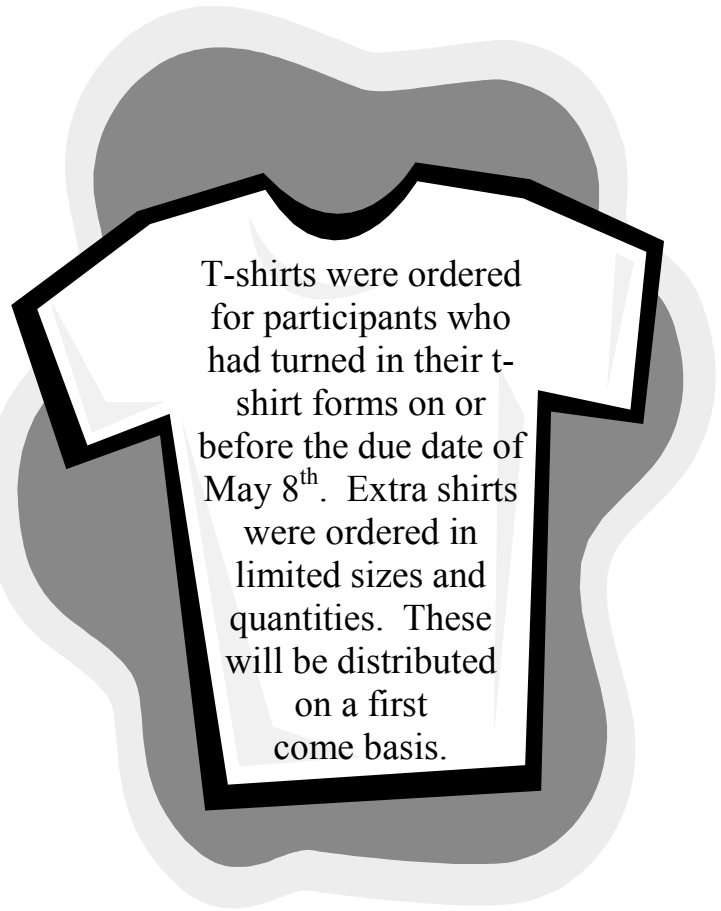 T-shirts were ordered
for participants who
had turned in their t-
shirt forms on or
before the due date of
May 8th.  Extra shirts
were ordered in
limited sizes and
quantities.  These
will be distributed
on a first
come basis.